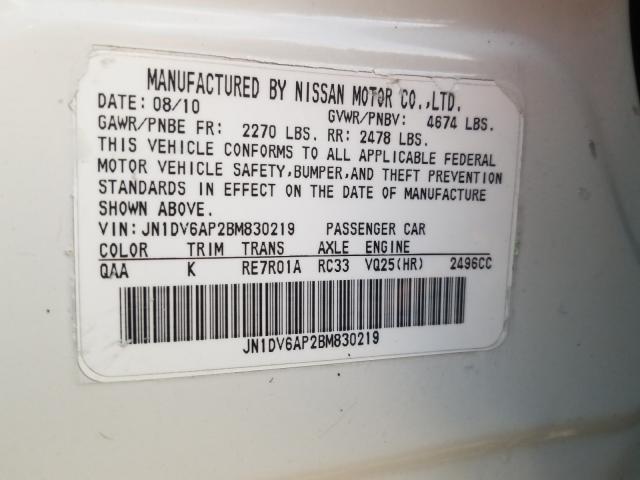 MANUFACTURED BY NISSAN MOTOR CO.,LTD.
DATE: 08/10 GVWR/PNBV: 4674 LBS.
GAWR/PNBE FR: 2270 LBS. RR: 2478 LBS.
THIS VEHICLE CONFORMS TO ALL APPLICABLE FEDERAL
MOTOR VEHICLE SAFETY,BUMPER,AND THEFT PREVENTION
STANDARDS IN EFFECT ON THE DATE OF MANUFACTURE
SHOWN ABOVE.
VIN:JN1DV6AP2BM830219 PASSENGER CAR
COLOR TRIM TRANS AXLE ENGINE
QAA K RE7R01A RC33 VQ25(HR) 2496CC
JN1DV6AP2BM830219